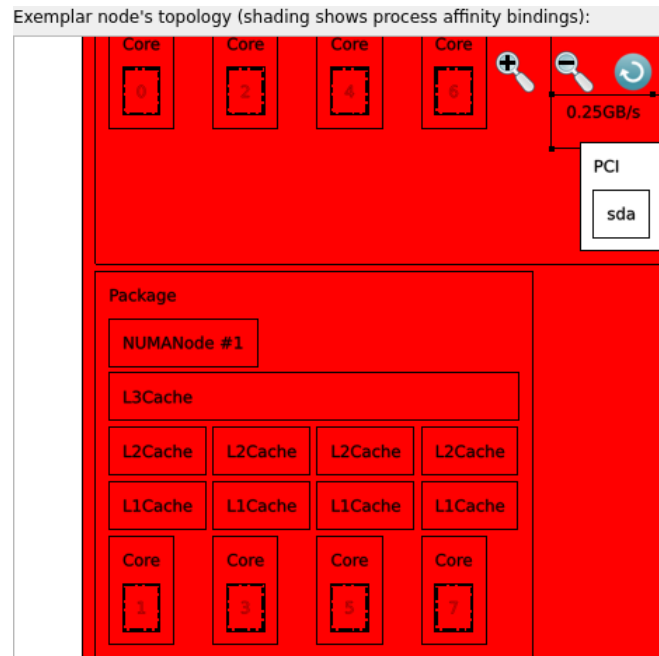 Exemplar node's topology (shading shows process affinity bindings):
Core Core Core Core
0 2 4 6
0.25GB/s
PCI
sda
Package
NUMANode #1
L3Cache
L2Cache L2Cache L2Cache L2Cache
L1Cache L1Cache L1Cache L1Cache
Core Core Core Core
1 3 5 7